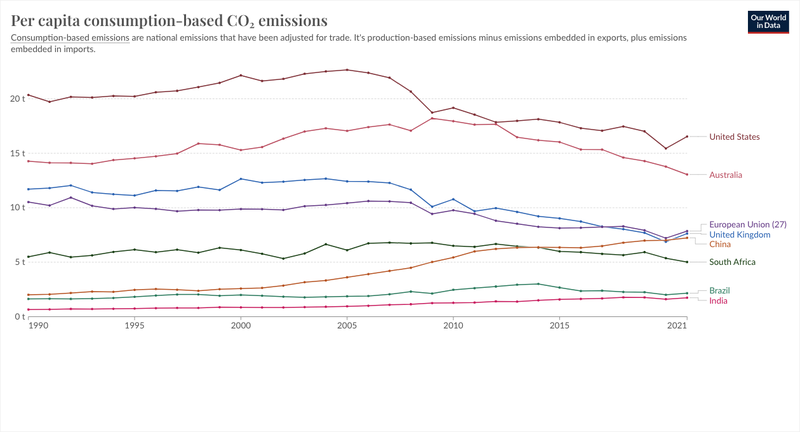 Per capita consumption-based CO₂ emissions
Our World
in Data
Consumption-based emissions are national emissions that have been adjusted for trade. It's production-based emissions minus emissions embedded in exports, plus emissions
embedded in imports.
20 t
15 t
10 t
5 t
0 t
United States
Australia
European Union (27)
United Kingdom
China
South Africa
Brazil
India
1990
1995
2000
2005
2010
2015
2021